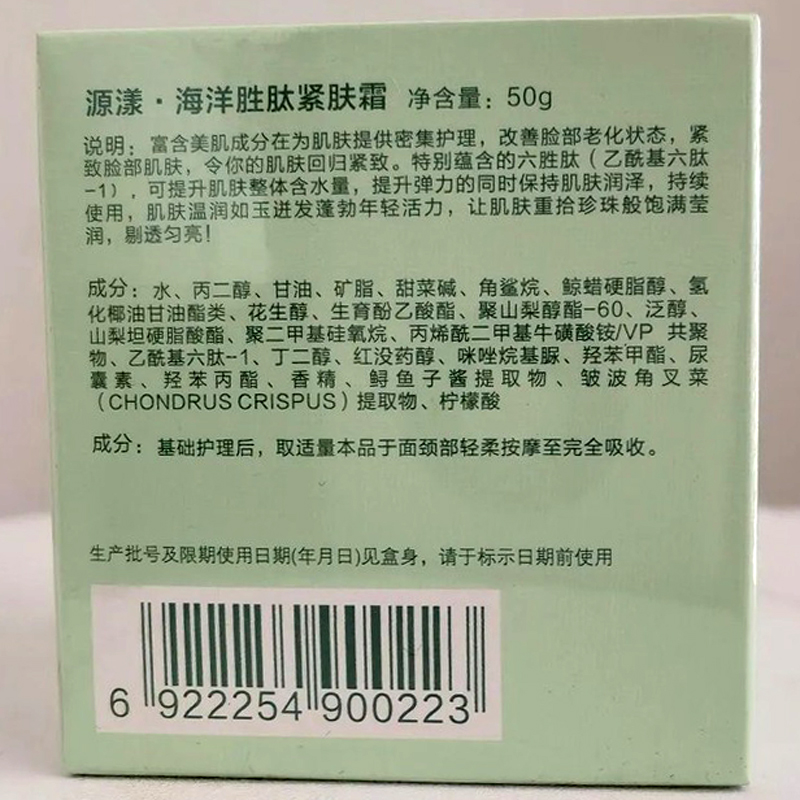 源漾·海洋胜肽紧肤霜 净含量：50g
说明：富含美肌成分在为肌肤提供密集护理，改善脸部老化状态，紧
致脸部肌肤，令你的肌肤回归紧致。特别蕴含的六胜肽（乙酰基六肽
-1），可提升肌肤整体含水量，提升弹力的同时保持肌肤润泽，持续
使用，肌肤温润如玉迸发蓬勃年轻活力，让肌肤重拾珍珠般饱满莹
润，剔透匀亮！
成分：水、丙二醇、甘油、矿脂、甜菜碱、角鲨烷、鲸蜡硬脂醇、氢
化椰油甘油酯类、花生醇、生育酚乙酸酯、聚山梨醇酯-60、泛醇、
山梨坦硬脂酸酯、聚二甲基硅氧烷、丙烯酰二甲基牛磺酸铵/VP 共聚
物、乙酰基六肽--1、丁二醇、红没药醇、咪唑烷基脲、羟苯甲酯、尿
囊素、羟苯丙酯、香精、鲟鱼子酱提取物、皱波角叉菜
（CHONDRUS CRISPUS）提取物、柠檬酸
成分：基础护理后，取适量本品于面颈部轻柔按摩至完全吸收。
生产批号及限期使用日期(年月日)见盒身，请于标示日期前使用
6 922254 900223